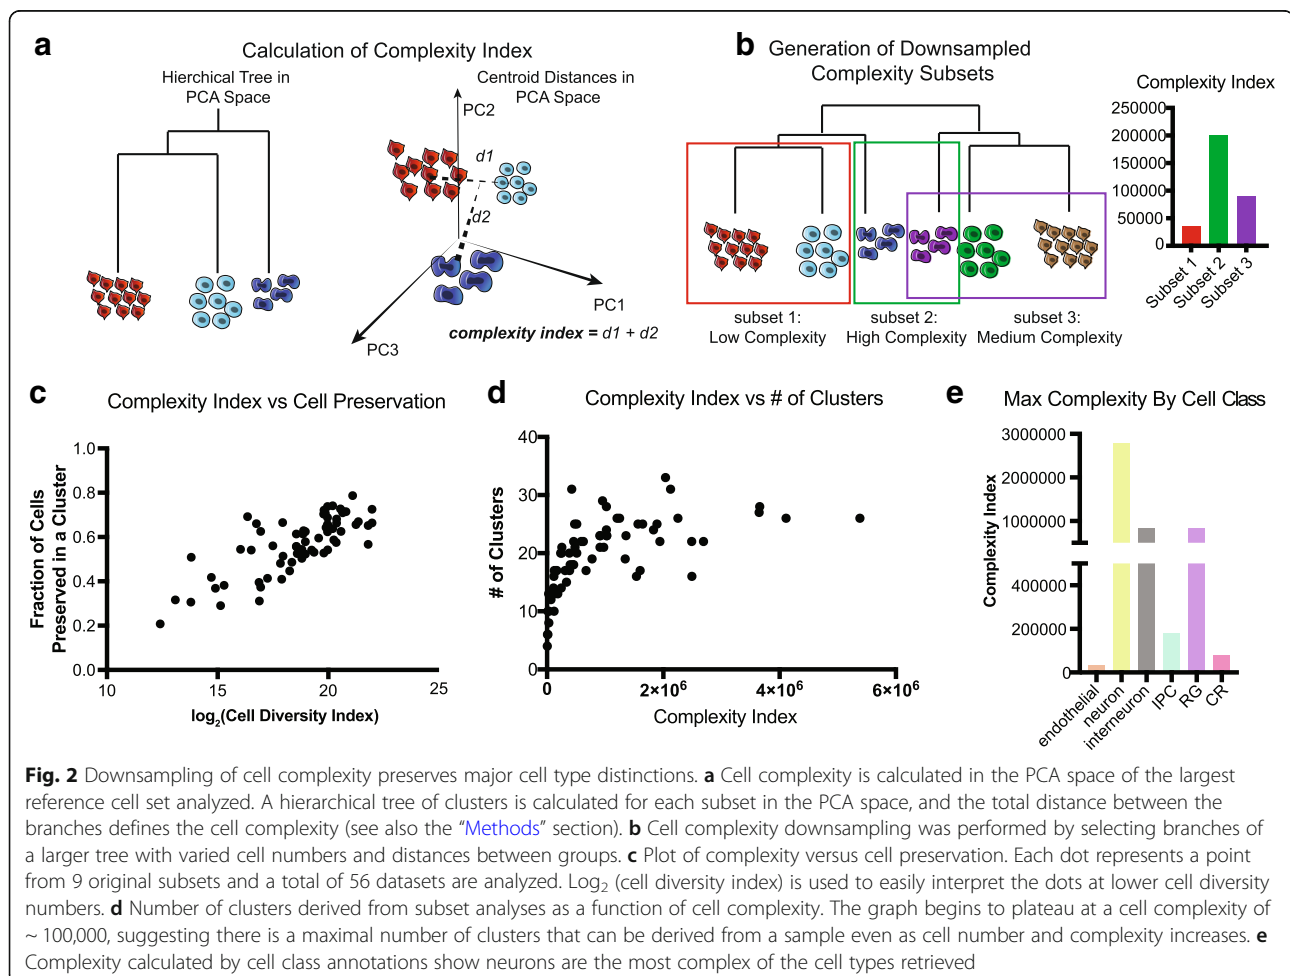 a
Calculation of Complexity Index
Hierchical Tree in
PCA Space
Centroid Distances in
PCA Space
PC2
d1
d2
PC1
PC3
complexity index = d1 + d2
b
Generation of Downsampled
Complexity Subsets
subset 1:
Low Complexity
subset 2:
High Complexity
subset 3:
Medium Complexity
Complexity Index
250000
200000
150000
100000
50000
0
Subset 1
Subset 2
Subset 3
c
Complexity Index vs Cell Preservation
Fraction of Cells
Preserved in a Cluster
1.0
0.8
0.6
0.4
0.2
0.0
10 15 20 25
log2(Cell Diversity Index)
d
Complexity Index vs # of Clusters
# of Clusters
40
30
20
10
0
0 2×10⁶ 4×10⁶ 6×10⁶
Complexity Index
e
Max Complexity By Cell Class
Complexity Index
3000000
2000000
1000000
400000
200000
0
endothelial
neuron
interneuron
IPC
RG
CR
Fig. 2 Downsampling of cell complexity preserves major cell type distinctions. a Cell complexity is calculated in the PCA space of the largest
reference cell set analyzed. A hierarchical tree of clusters is calculated for each subset in the PCA space, and the total distance between the
branches defines the cell complexity (see also the “Methods” section). b Cell complexity downsampling was performed by selecting branches of
a larger tree with varied cell numbers and distances between groups. c Plot of complexity versus cell preservation. Each dot represents a point
from 9 original subsets and a total of 56 datasets are analyzed. Log2 (cell diversity index) is used to easily interpret the dots at lower cell diversity
numbers. d Number of clusters derived from subset analyses as a function of cell complexity. The graph begins to plateau at a cell complexity of
~ 100,000, suggesting there is a maximal number of clusters that can be derived from a sample even as cell number and complexity increases. e
Complexity calculated by cell class annotations show neurons are the most complex of the cell types retrieved